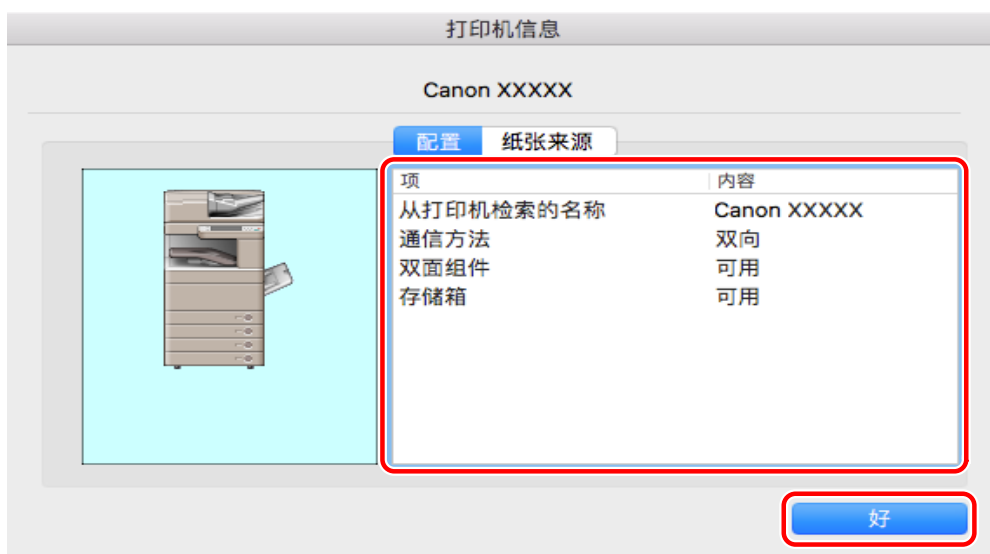 打印机信息
Canon XXXXX
配置 纸张来源
项 内容
从打印机检索的名称 Canon XXXXX
通信方法 双向
双面组件 可用
存储箱 可用
好